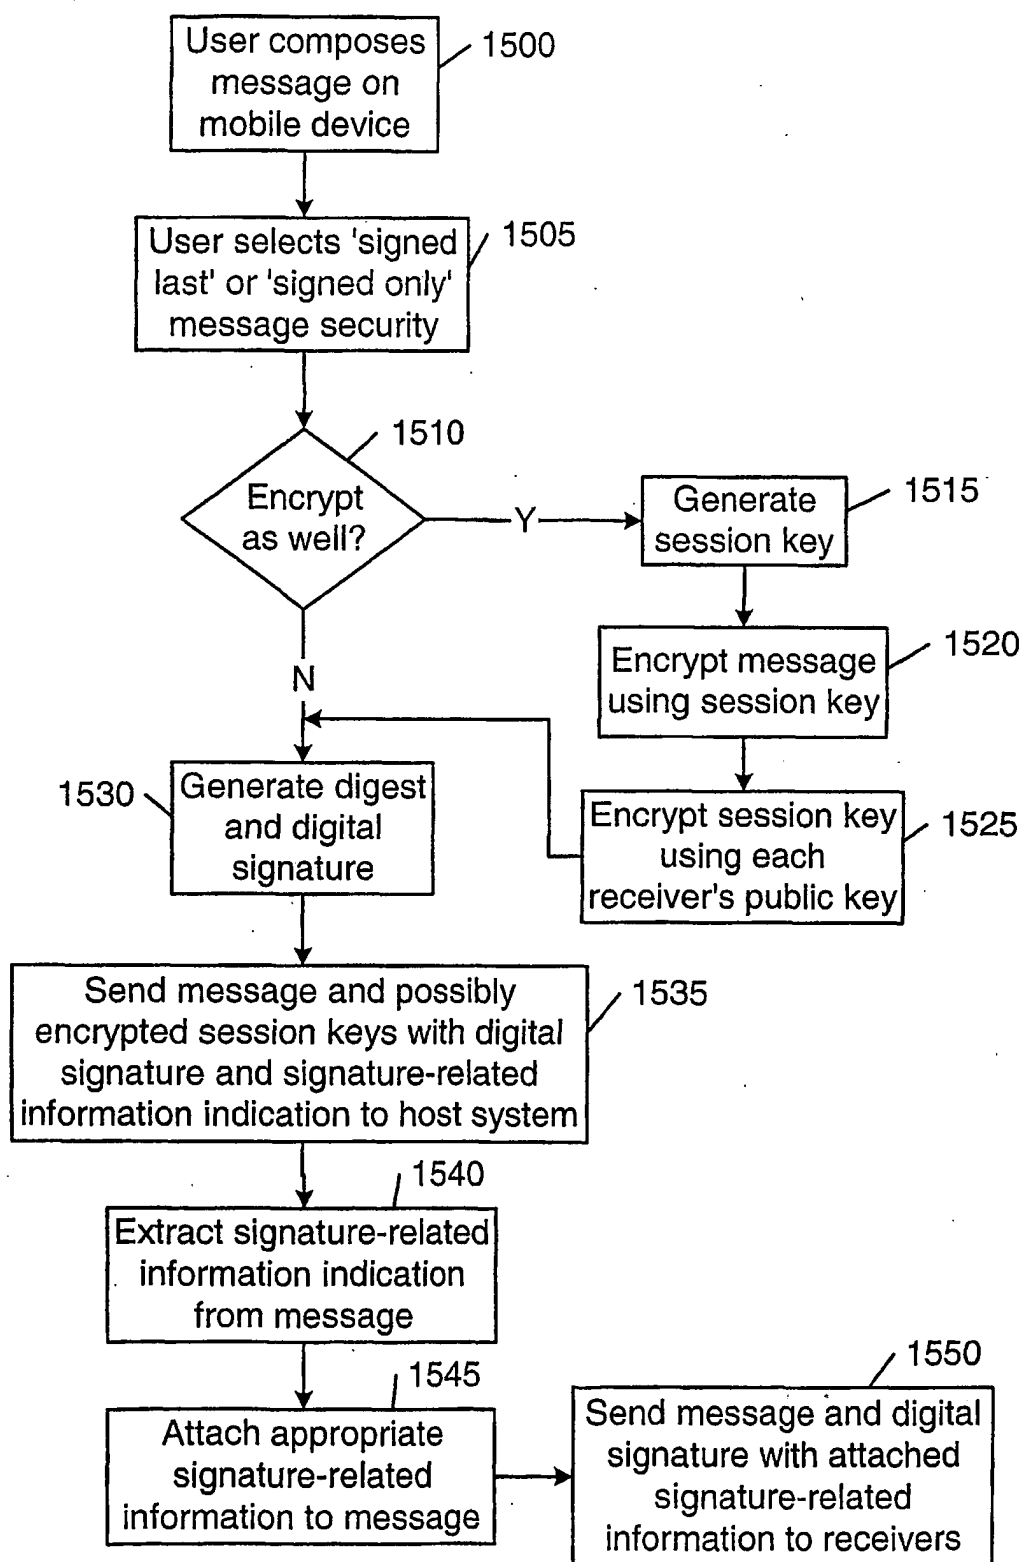 User composes
message on
mobile device
1500
User selects 'signed
last' or 'signed only'
message security
1505
Encrypt
as well?
1510
Y
N
Generate
session key
1515
Encrypt message
using session key
1520
Encrypt session key
using each
receiver's public key
1525
Generate digest
and digital
signature
1530
Send message and possibly
encrypted session keys with digital
signature and signature-related
information indication to host system
1535
Extract signature-related
information indication
from message
1540
Attach appropriate
signature-related
information to message
1545
Send message and digital
signature with attached
signature-related
information to receivers
1550